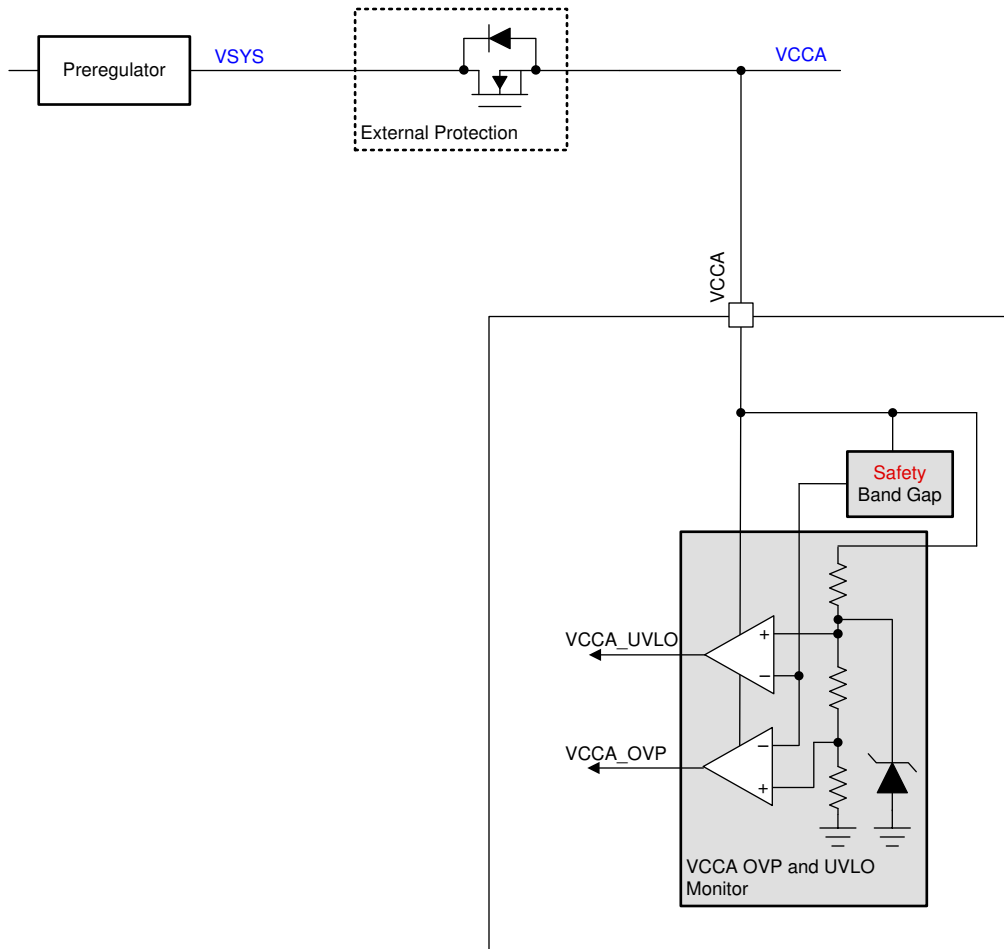 Preregulator
VSYS
VCCA
External Protection
VCCA
Safety
Band Gap
+
−
VCCA_UVLO
−
+
VCCA_OVP
VCCA OVP and UVLO
Monitor